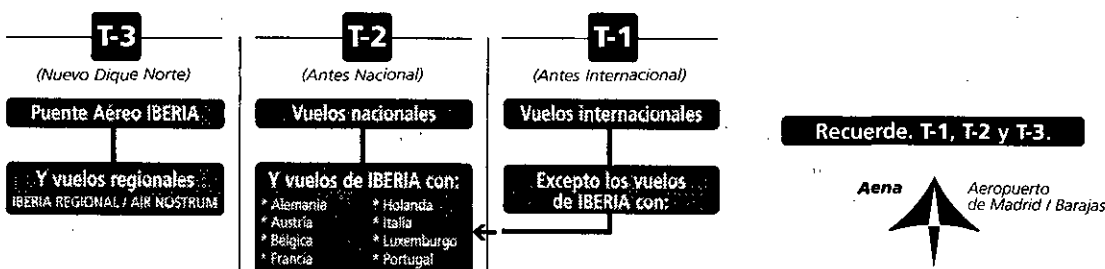 T-3
(Nuevo Dique Norte)
Puente Aéreo IBERIA
Y vuelos regionales
IBERIA REGIONAL / AIR NOSTRUM
T-2
(Antes Nacional)
Vuelos nacionales
Y vuelos de IBERIA con:
* Alemania
* Austria
* Bélgica
* Francia
* Holanda
* Italia
* Luxemburgo
* Portugal
T-1
(Antes Internacional)
Vuelos internacionales
Excepto los vuelos
de IBERIA con:
Recuerde. T-1, T-2 y T-3.
Aena
Aeropuerto
de Madrid / Barajas